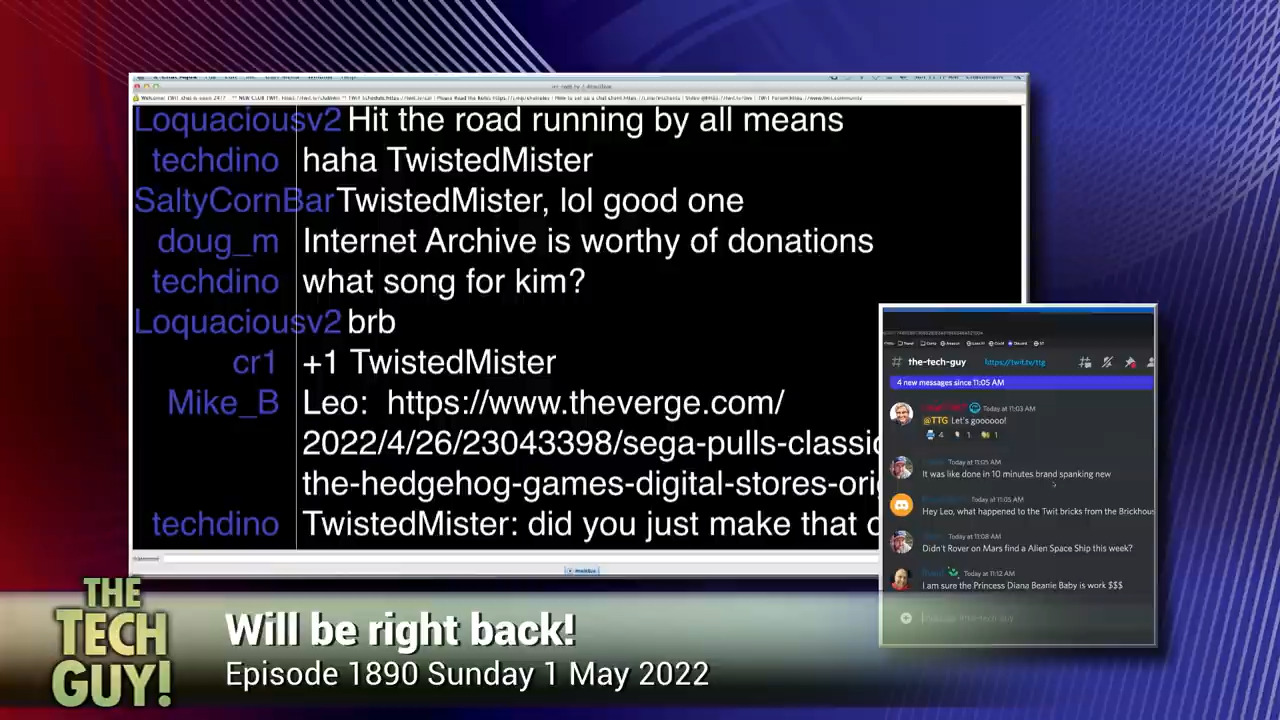 Loquaciousv2 Hit the road running by all means
techdino haha TwistedMister
SaltyCornBar TwistedMister, lol good one
doug_m Internet Archive is worthy of donations
techdino what song for kim?
Loquaciousv2 brb
cr1 +1 TwistedMister
Mike_B Leo: https://www.theverge.com/
2022/4/26/23043398/sega-pulls-classic
the-hedgehog-games-digital-stores-orig
techdino TwistedMister: did you just make that
# the-tech-guy https://twit.tv/ttg
4 new messages since 11:05 AM
Today at 11:03 AM
@TTG Let's goooooo!
4 1 1
Today at 11:05 AM
It was like done in 10 minutes brand spanking new
Today at 11:05 AM
Hey Leo, what happened to the Twit bricks from the Brickhous
Today at 11:08 AM
Didn't Rover on Mars find a Alien Space Ship this week?
Today at 11:12 AM
I am sure the Princess Diana Beanie Baby is work $$$
THE
TECH
GUY!
Will be right back!
Episode 1890 Sunday 1 May 2022